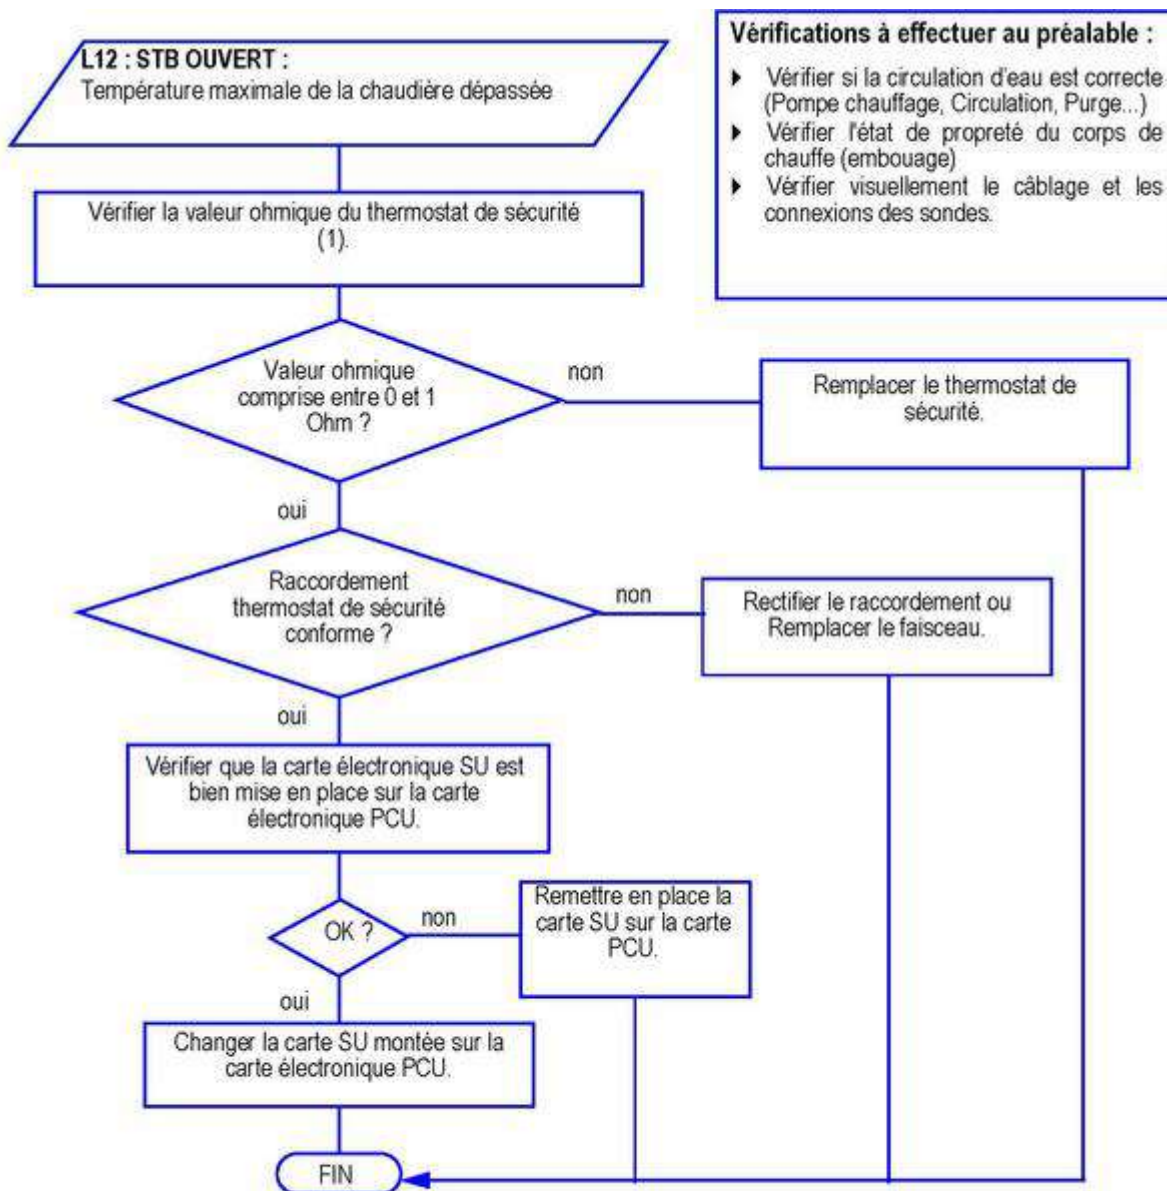 L12 : STB OUVERT :
Température maximale de la chaudière dépassée
Vérifications à effectuer au préalable :
Vérifier si la circulation d'eau est correcte
(Pompe chauffage, Circulation, Purge...)
Vérifier l'état de propreté du corps de
chauffe (embouage)
Vérifier visuellement le câblage et les
connexions des sondes.
Vérifier la valeur ohmique du thermostat de sécurité
(1).
Valeur ohmique
comprise entre 0 et 1
Ohm ?
non
Remplacer le thermostat de
sécurité.
oui
Raccordement
thermostat de sécurité
conforme ?
non
Rectifier le raccordement ou
Remplacer le faisceau.
oui
Vérifier que la carte électronique SU est
bien mise en place sur la carte
électronique PCU.
OK ?
non
Remettre en place la
carte SU sur la carte
PCU.
oui
Changer la carte SU montée sur la
carte électronique PCU.
FIN